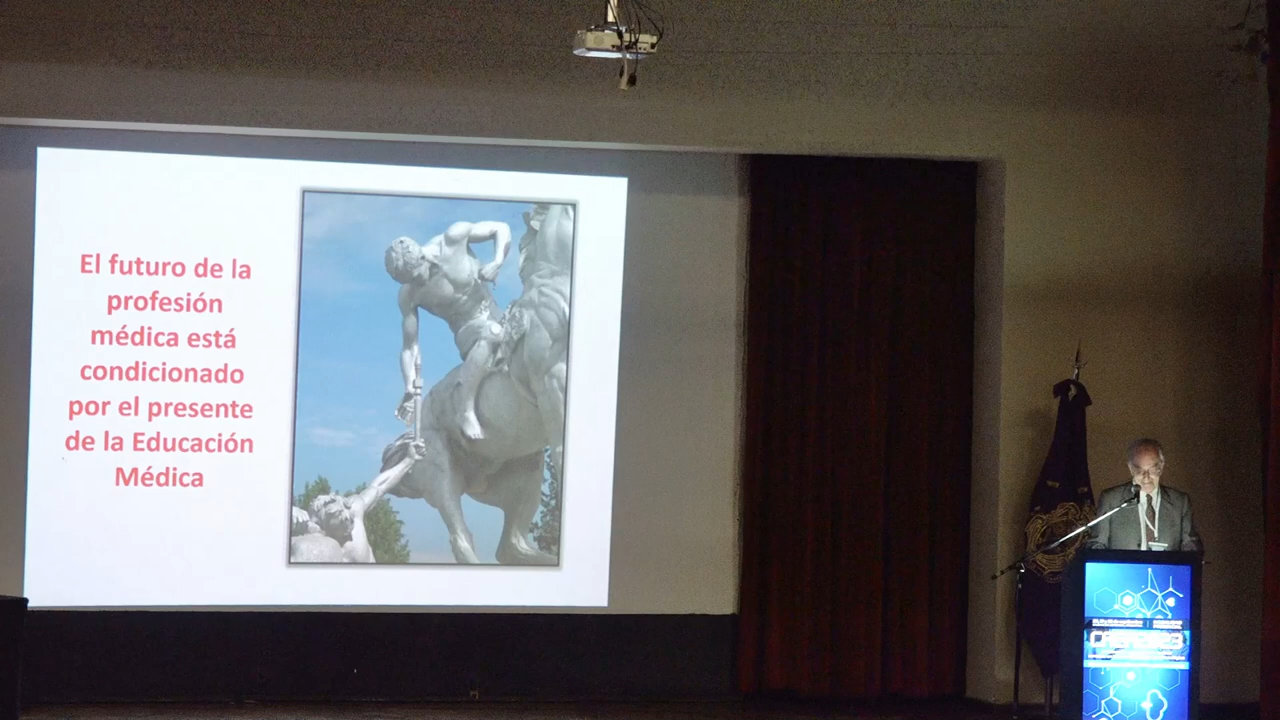 El futuro de la
profesión
médica está
condicionado
por el presente
de la Educación
Médica